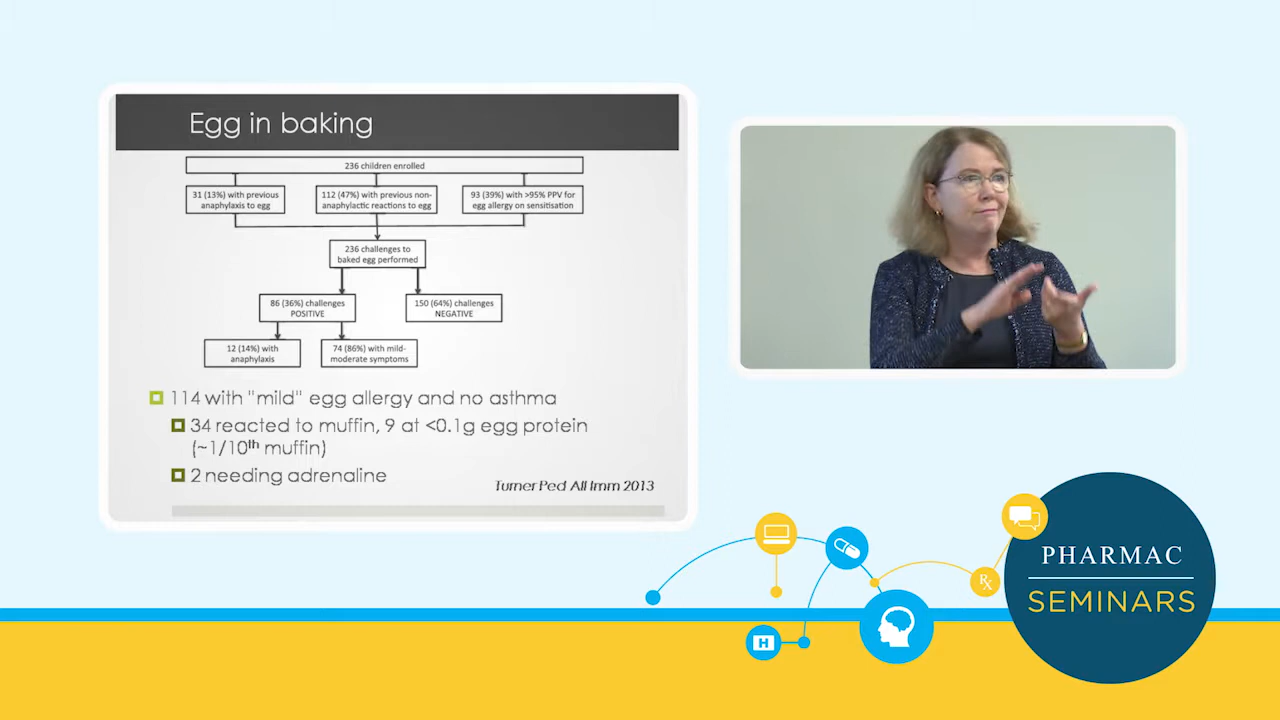 Egg in baking
236 children enrolled
31 (13%) with previous
anaphylaxis to egg
112 (47%) with previous non-
anaphylactic reactions to egg
93 (39%) with >95% PPV for
egg allergy on sensitisation
236 challenges to
baked egg performed
86 (36%) challenges
POSITIVE
150 (64%) challenges
NEGATIVE
12 (14%) with
anaphylaxis
74 (86%) with mild-
moderate symptoms
114 with "mild" egg allergy and no asthma
34 reacted to muffin, 9 at <0.1g egg protein
(~1/10th muffin)
2 needing adrenaline
Turner Ped All Imm 2013
PHARMAC
SEMINARS
Rx
H